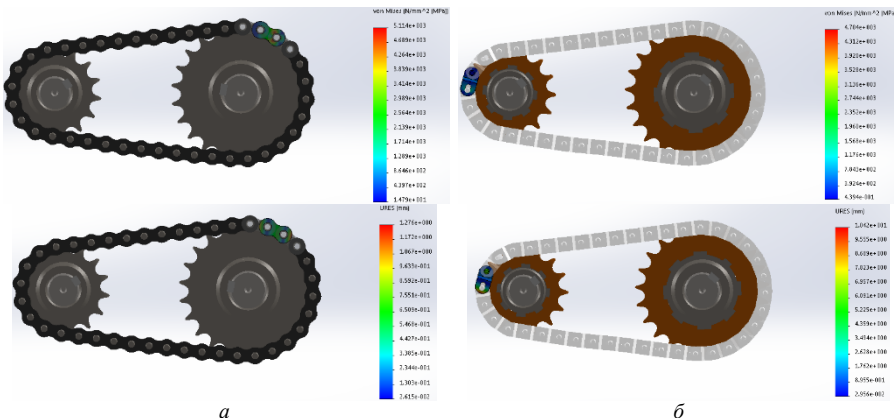 von Mises [N/mm^2 (MPa)]
5.114e+003
4.689e+003
4.264e+003
3.839e+003
3.414e+003
2.989e+003
2.564e+003
2.139e+003
1.714e+003
1.289e+003
8.646e+002
4.397e+002
1.479e+001
von Mises [N/mm^2 (MPa)]
4.704e+003
4.312e+003
3.920e+003
3.528e+003
3.136e+003
2.744e+003
2.352e+003
1.960e+003
1.568e+003
1.176e+003
7.843e+002
3.924e+002
4.394e-001
URES (mm)
1.276e+000
1.172e+000
1.067e+000
9.633e-001
8.592e-001
7.551e-001
6.509e-001
5.468e-001
4.427e-001
3.385e-001
2.344e-001
1.303e-001
2.615e-002
URES (mm)
1.042e+001
9.555e+000
8.689e+000
7.823e+000
6.957e+000
6.091e+000
5.225e+000
4.359e+000
3.494e+000
2.628e+000
1.762e+000
8.955e-001
2.956e-002
а
б